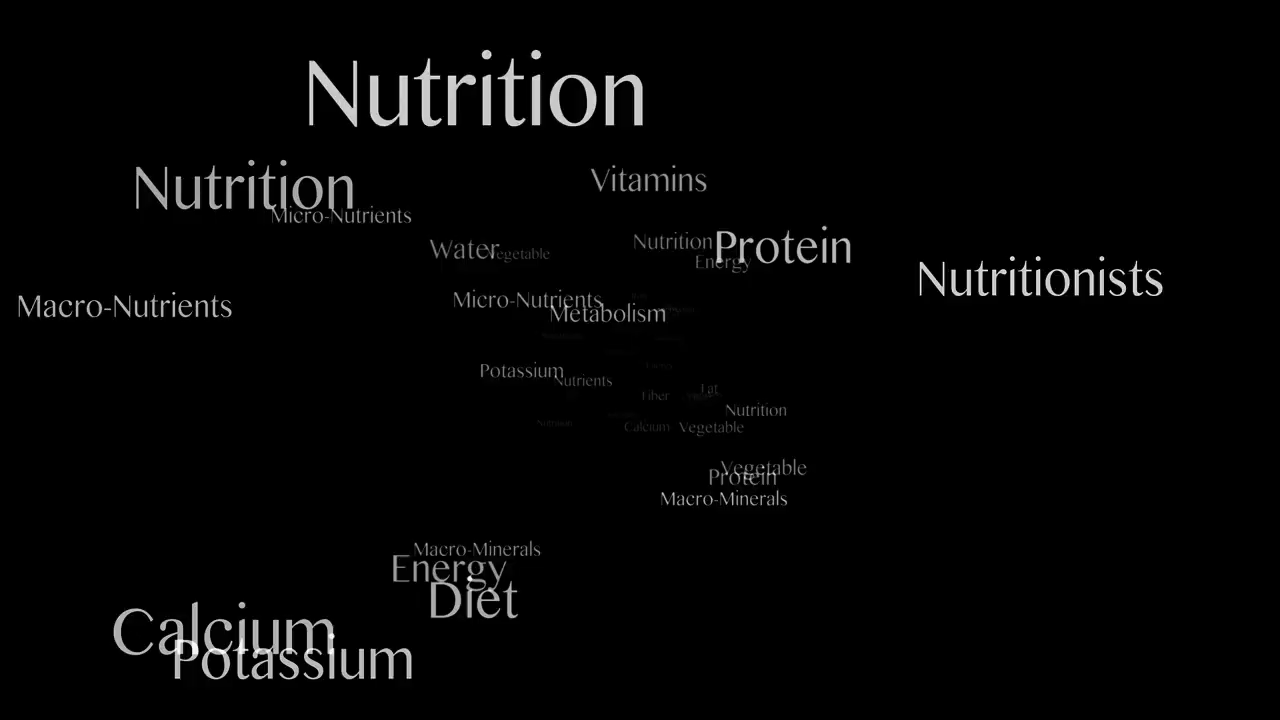 Nutrition
Nutrition
Vitamins
Micro-Nutrients
Protein
Nutrition
Water
Vegetable
Energy
Nutritionists
Micro-Nutrients
Macro-Nutrients
Metabolism
Potassium
Nutrients
Fat
Fiber
Nutrition
Calcium
Vegetable
Vegetable
Protein
Macro-Minerals
Macro-Minerals
Energy
Diet
Calcium
Potassium